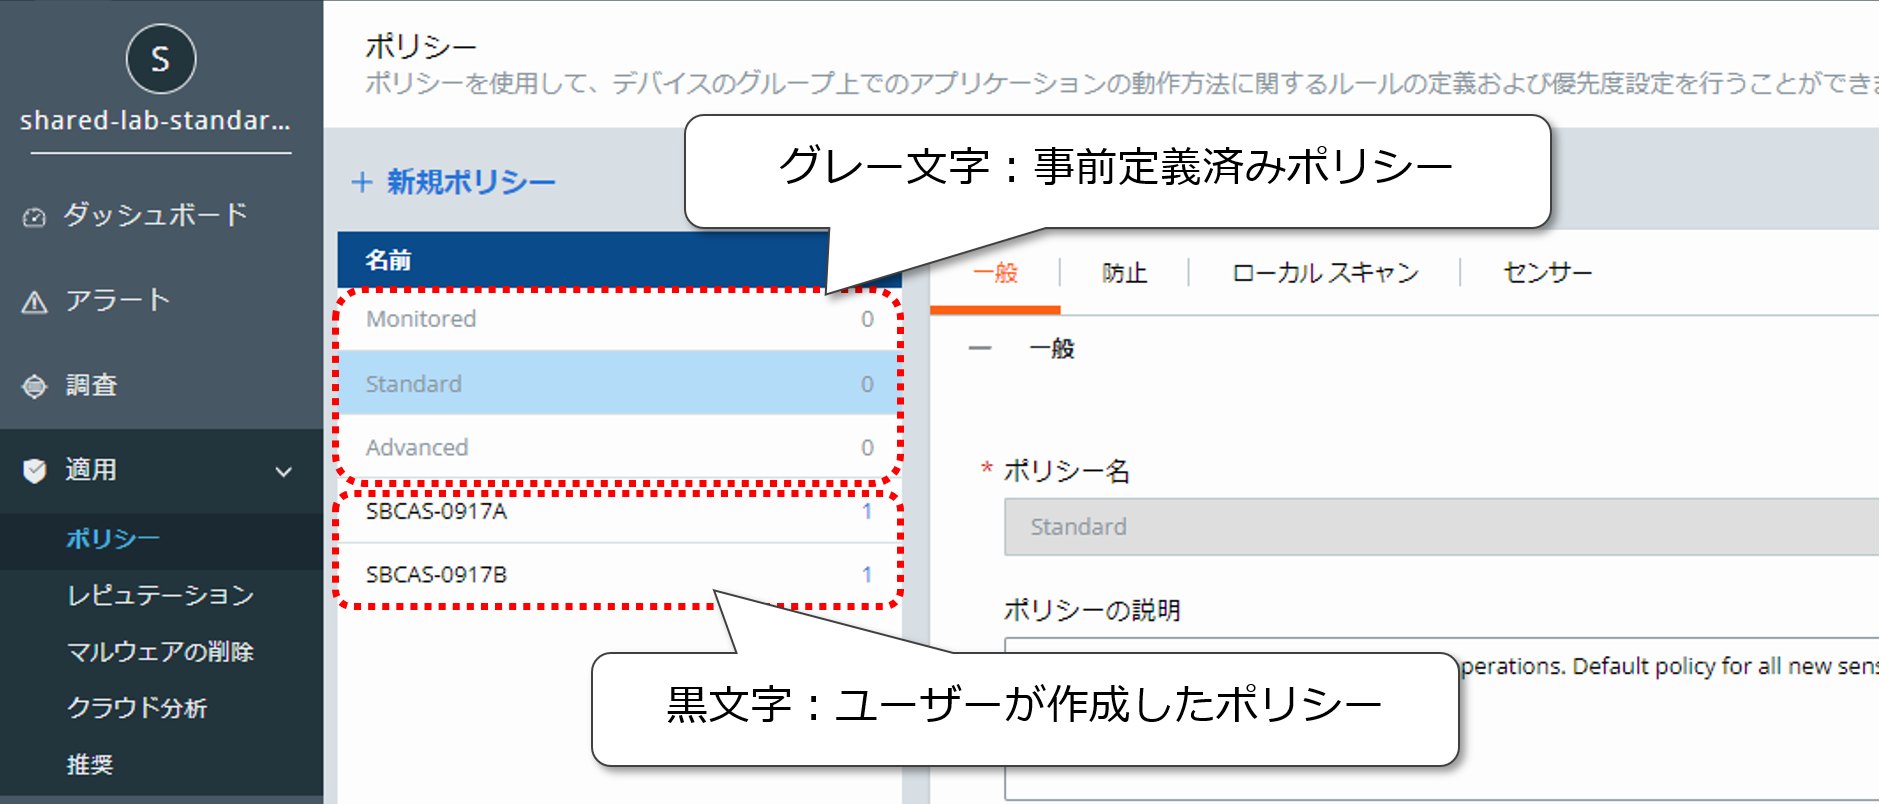 S
shared-lab-standar...
ダッシュボード
アラート
調査
適用
ポリシー
レピュテーション
マルウェアの削除
クラウド分析
推奨
ポリシー
ポリシーを使用して、デバイスのグループ上でのアプリケーションの動作方法に関するルールの定義および優先度設定を行うことができ
+ 新規ポリシー
グレー文字：事前定義済みポリシー
名前
Monitored 0
Standard 0
Advanced 0
SBCAS-0917A 1
SBCAS-0917B 1
黒文字：ユーザーが作成したポリシー
一般 防止 ローカル スキャン センサー
一般
* ポリシー名
Standard
ポリシーの説明
perations. Default policy for all new sens